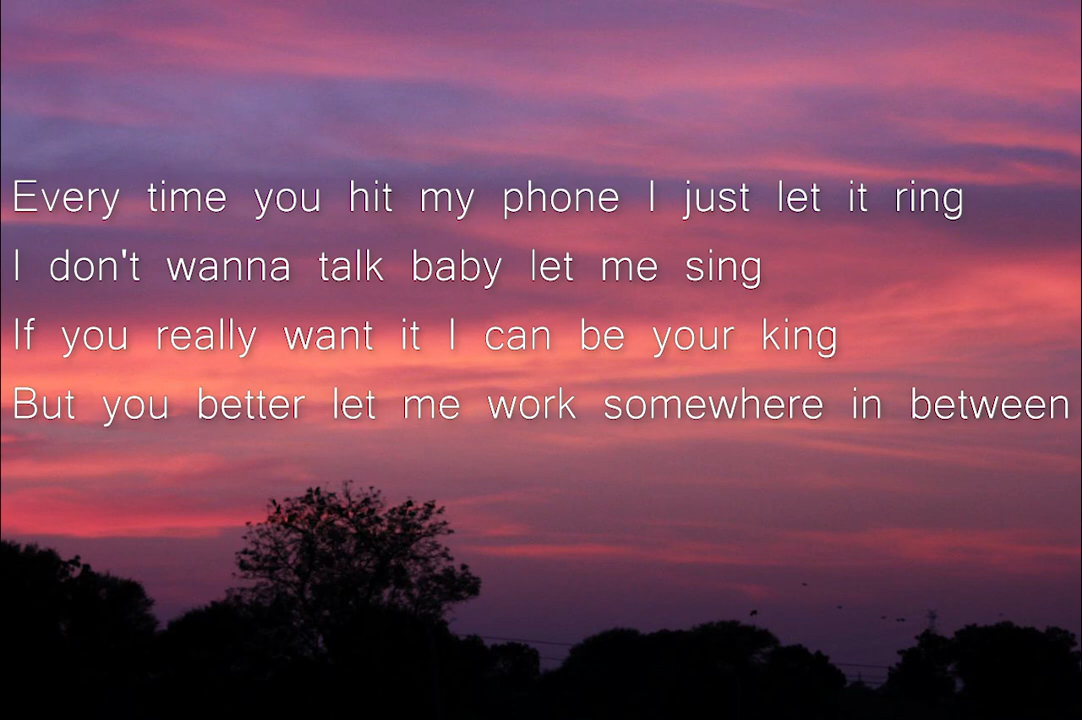 Every time you hit my phone I just let it ring
I don't wanna talk baby let me sing
If you really want it I can be your king
But you better let me work somewhere in between